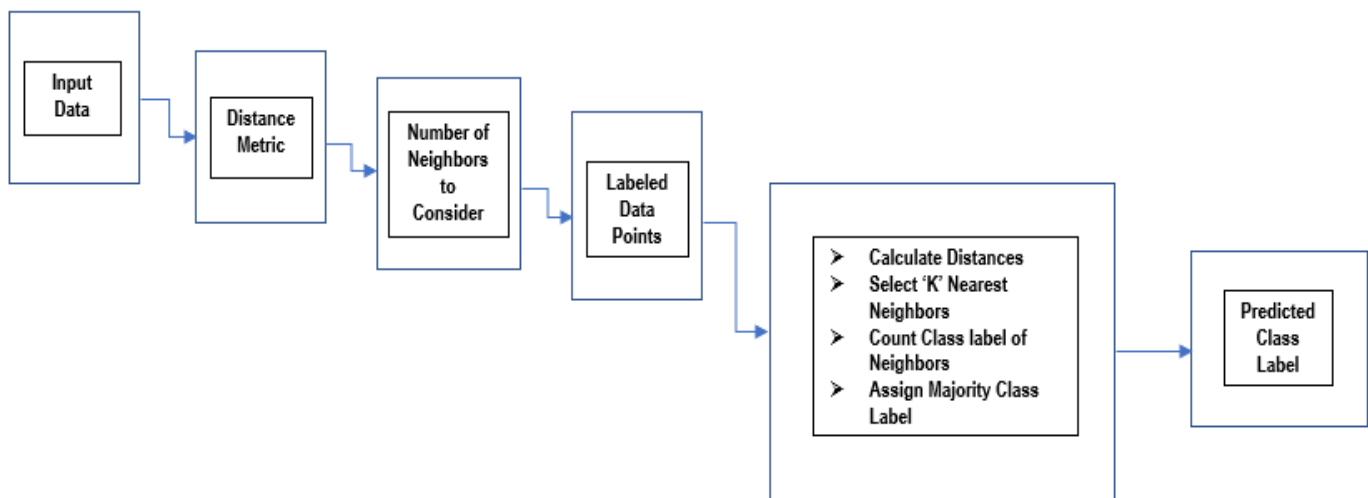 Input
Data
Distance
Metric
Number of
Neighbors
to
Consider
Labeled
Data
Points
➢ Calculate Distances
➢ Select ‘K’ Nearest
Neighbors
➢ Count Class label of
Neighbors
➢ Assign Majority Class
Label
Predicted
Class
Label